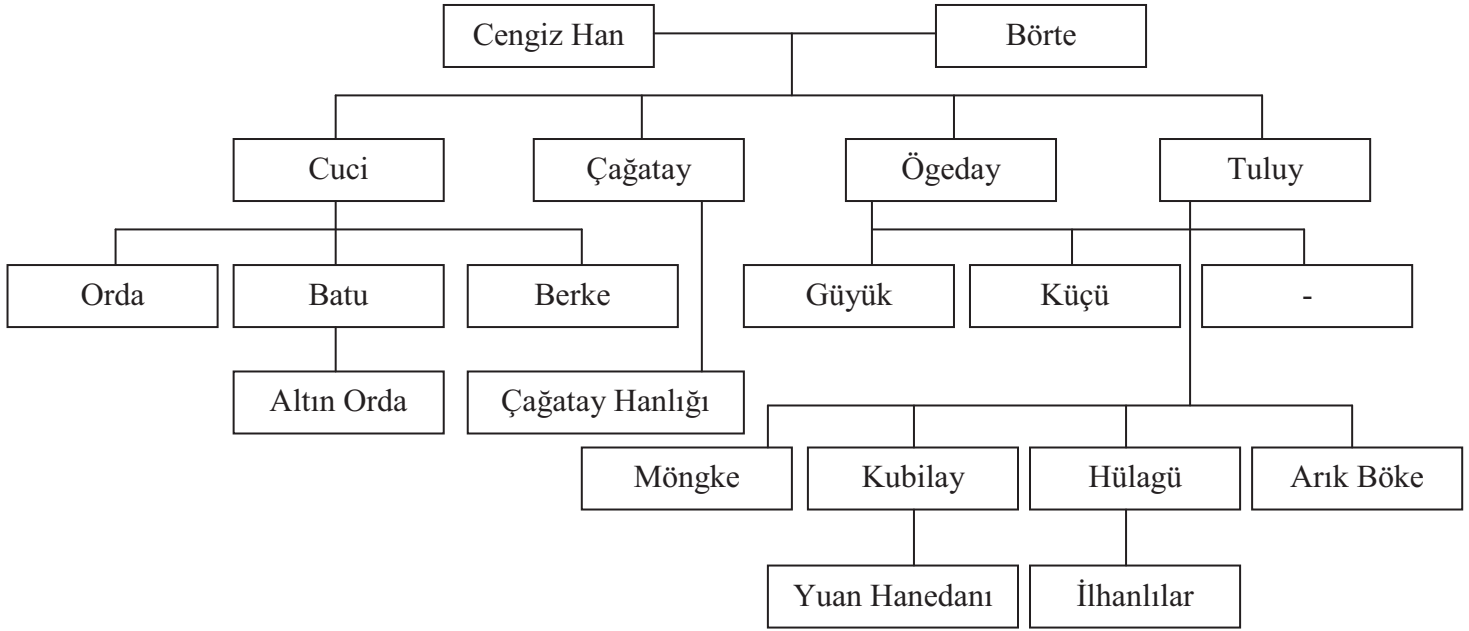 Cengiz Han
Börte
Cuci
Çağatay
Ögeday
Tuluy
Orda
Batu
Berke
Güyük
Küçü
-
Altın Orda
Çağatay Hanlığı
Möngke
Kubilay
Hülagü
Arık Böke
Yuan Hanedanı
İlhanlılar